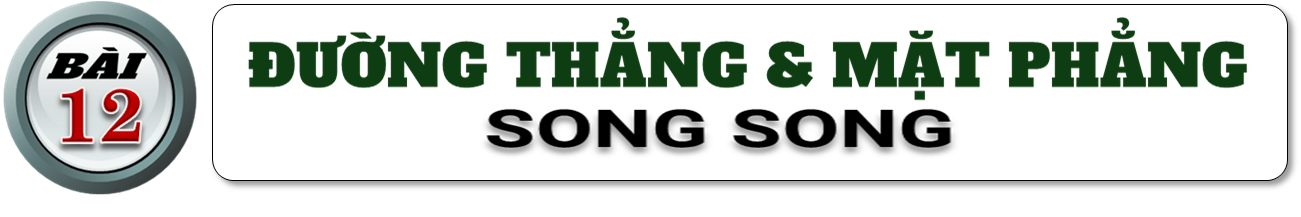 BÀI
12
ĐƯỜNG THẲNG & MẶT PHẲNG
SONG SONG